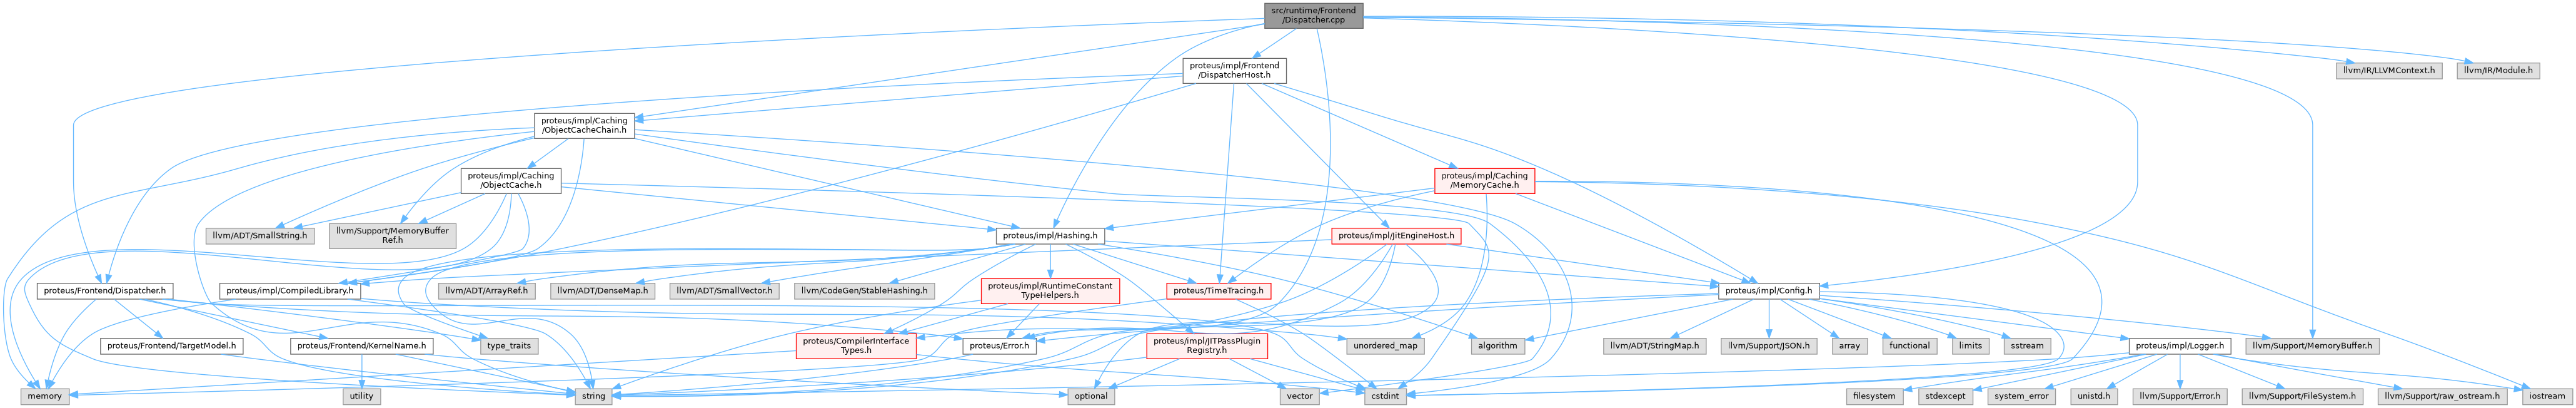 src/runtime/Frontend
/Dispatcher.cpp
proteus/impl/Frontend
/DispatcherHost.h
llvm/IR/LLVMContext.h
llvm/IR/Module.h
proteus/impl/Caching
/ObjectCacheChain.h
proteus/impl/Caching
/ObjectCache.h
proteus/impl/Caching
/MemoryCache.h
llvm/ADT/SmallString.h
llvm/Support/MemoryBuffer
Ref.h
proteus/impl/Hashing.h
proteus/impl/JitEngineHost.h
proteus/Frontend/Dispatcher.h
proteus/impl/CompiledLibrary.h
llvm/ADT/ArrayRef.h
llvm/ADT/DenseMap.h
llvm/ADT/SmallVector.h
llvm/CodeGen/StableHashing.h
proteus/impl/RuntimeConstant
TypeHelpers.h
proteus/TimeTracing.h
proteus/impl/Config.h
proteus/Frontend/TargetModel.h
proteus/Frontend/KernelName.h
type_traits
proteus/CompilerInterface
Types.h
proteus/Error.h
proteus/impl/JITPassPlugin
Registry.h
unordered_map
algorithm
llvm/ADT/StringMap.h
llvm/Support/JSON.h
array
functional
limits
sstream
proteus/impl/Logger.h
llvm/Support/MemoryBuffer.h
memory
utility
string
optional
vector
cstdint
filesystem
stdexcept
system_error
unistd.h
llvm/Support/Error.h
llvm/Support/FileSystem.h
llvm/Support/raw_ostream.h
iostream